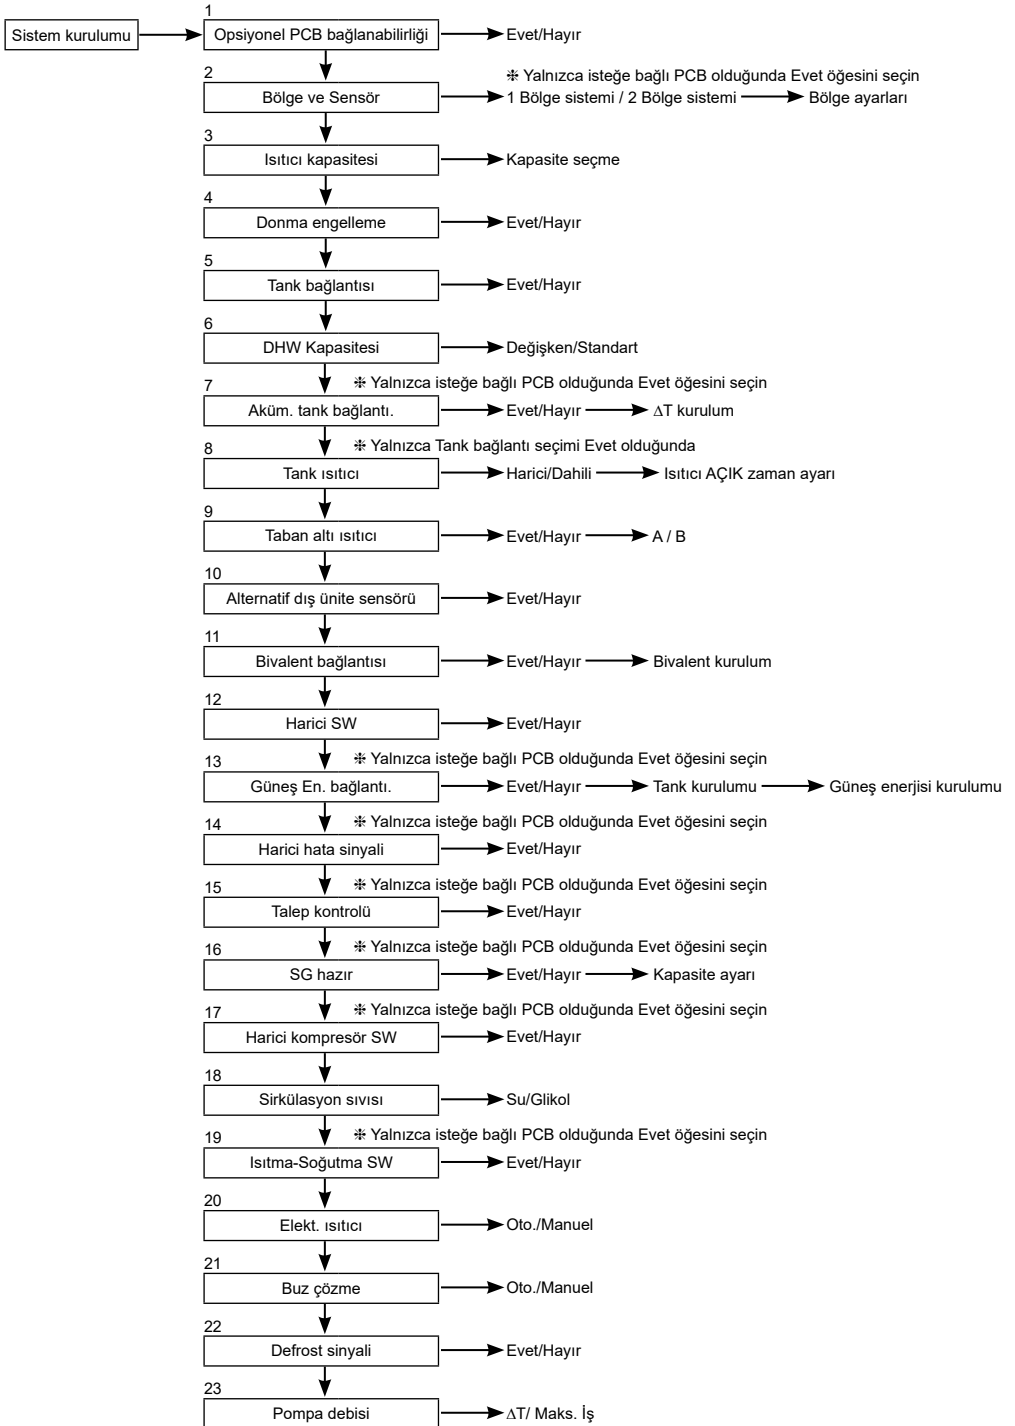 1
Sistem kurulumu Opsiyonel PCB bağlanabilirliği Evet/Hayır
2 ❈ Yalnızca isteğe bağlı PCB olduğunda Evet öğesini seçin
Bölge ve Sensör 1 Bölge sistemi / 2 Bölge sistemi Bölge ayarları
3
Isıtıcı kapasitesi Kapasite seçme
4
Donma engelleme Evet/Hayır
5
Tank bağlantısı Evet/Hayır
6
DHW Kapasitesi Değişken/Standart
7 ❈ Yalnızca isteğe bağlı PCB olduğunda Evet öğesini seçin
Aküm. tank bağlantı. Evet/Hayır ΔT kurulum
8 ❈ Yalnızca Tank bağlantı seçimi Evet olduğunda
Tank ısıtıcı Harici/Dahili Isıtıcı AÇIK zaman ayarı
9
Taban altı ısıtıcı Evet/Hayır A / B
10
Alternatif dış ünite sensörü Evet/Hayır
11
Bivalent bağlantısı Evet/Hayır Bivalent kurulum
12
Harici SW Evet/Hayır
13 ❈ Yalnızca isteğe bağlı PCB olduğunda Evet öğesini seçin
Güneş En. bağlantı. Evet/Hayır Tank kurulumu Güneş enerjisi kurulumu
14 ❈ Yalnızca isteğe bağlı PCB olduğunda Evet öğesini seçin
Harici hata sinyali Evet/Hayır
15 ❈ Yalnızca isteğe bağlı PCB olduğunda Evet öğesini seçin
Talep kontrolü Evet/Hayır
16 ❈ Yalnızca isteğe bağlı PCB olduğunda Evet öğesini seçin
SG hazır Evet/Hayır Kapasite ayarı
17 ❈ Yalnızca isteğe bağlı PCB olduğunda Evet öğesini seçin
Harici kompresör SW Evet/Hayır
18
Sirkülasyon sıvısı Su/Glikol
19 ❈ Yalnızca isteğe bağlı PCB olduğunda Evet öğesini seçin
Isıtma-Soğutma SW Evet/Hayır
20
Elekt. ısıtıcı Oto./Manuel
21
Buz çözme Oto./Manuel
22
Defrost sinyali Evet/Hayır
23
Pompa debisi ΔT/ Maks. İş